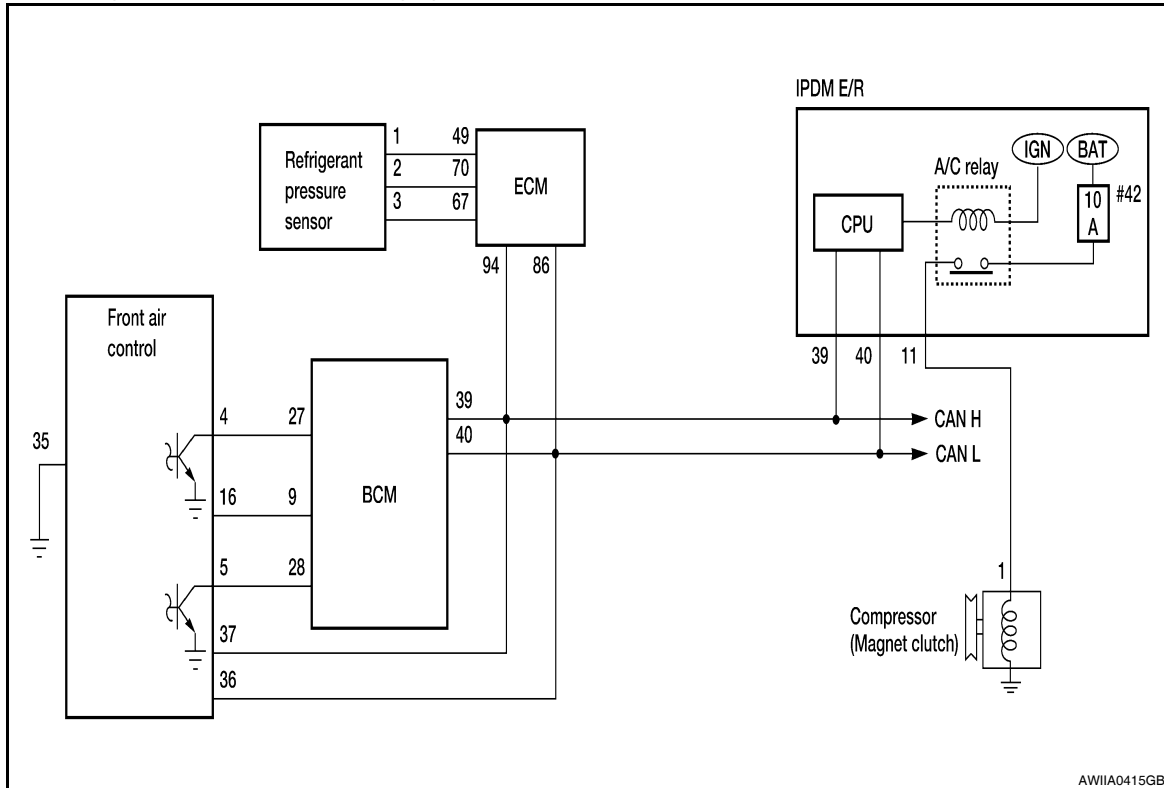 IPDM E/R
Refrigerant
pressure
sensor
1
2
3
49
70
67
ECM
94
86
A/C relay
IGN
BAT
10
A
#42
CPU
39
40
11
Front air
control
35
4
16
5
37
36
27
9
28
BCM
39
40
CAN H
CAN L
1
Compressor
(Magnet clutch)
AWIIA0415GB